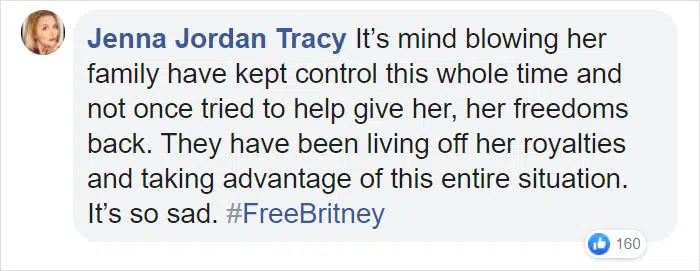 Jenna Jordan Tracy It’s mind blowing her
family have kept control this whole time and
not once tried to help give her, her freedoms
back. They have been living off her royalties
and taking advantage of this entire situation.
It’s so sad. #FreeBritney
160